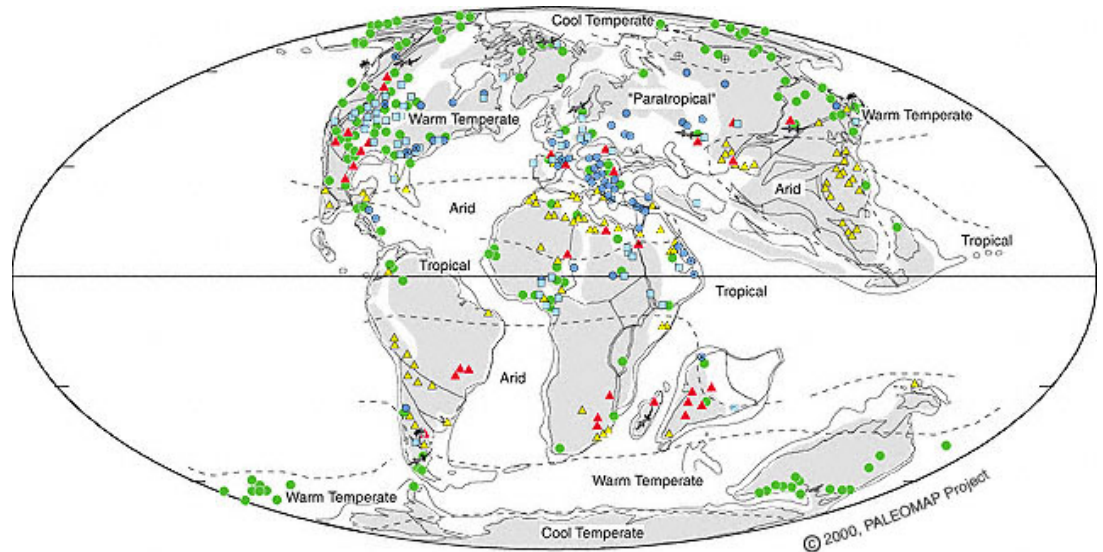 Cool Temperate
"Paratropical"
Warm Temperate
Warm Temperate
Arid
Arid
Tropical
Tropical
Tropical
Arid
Warm Temperate
Warm Temperate
Cool Temperate
© 2000, PALEOMAP Project